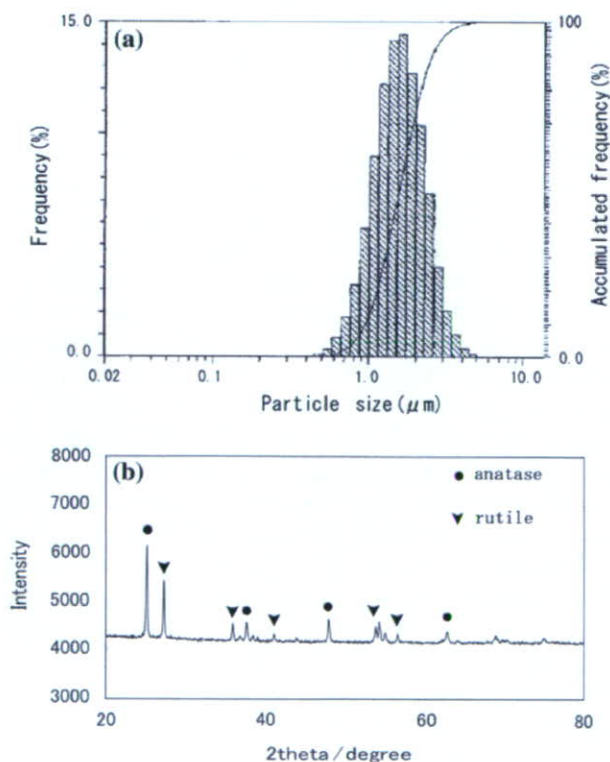 15.0
(a)
100
Frequency(%)
Accumulated frequency(%)
0.0
0.0
0.02
0.1
1.0
10.0
Particle size(μm)
8000
(b)
● anatase
7000
▼ rutile
6000
Intensity
5000
4000
3000
20
40
60
80
2theta/degree